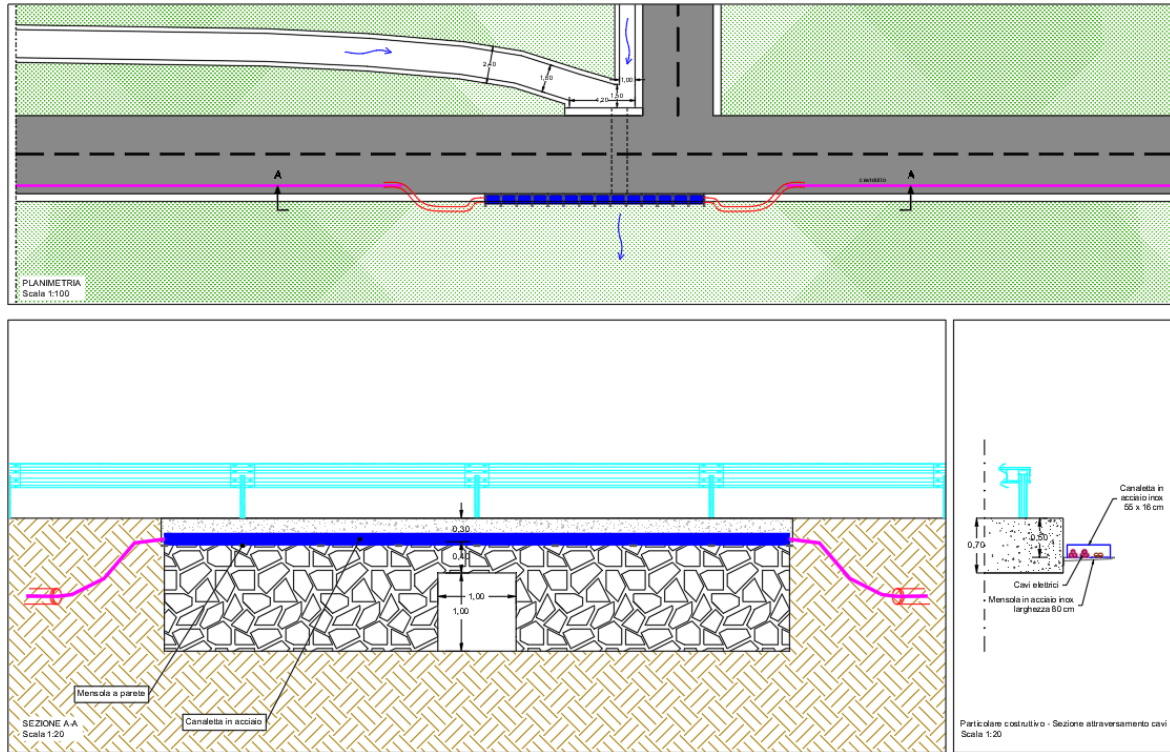 2,40
1,50
1,00
1,50
4,20
A
A
cavidotto
PLANIMETRIA
Scala 1:100
0,30
0,40
1,00
1,00
Mensola a parete
Canaletta in acciaio
SEZIONE A-A
Scala 1:20
Canaletta in
acciaio inox
55 x 16 cm
0,70
0,50
Cavi elettrici
Mensola in acciaio inox
larghezza 80 cm
Particolare costruttivo - Sezione attraversamento cavi
Scala 1:20